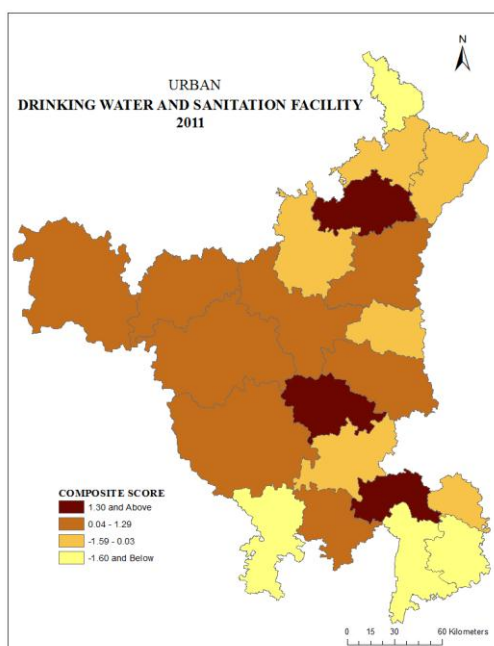 N
URBAN
DRINKING WATER AND SANITATION FACILITY
2011
COMPOSITE SCORE
1.30 and Above
0.04 - 1.29
-1.59 - 0.03
-1.60 and Below
0 15 30 60 Kilometers